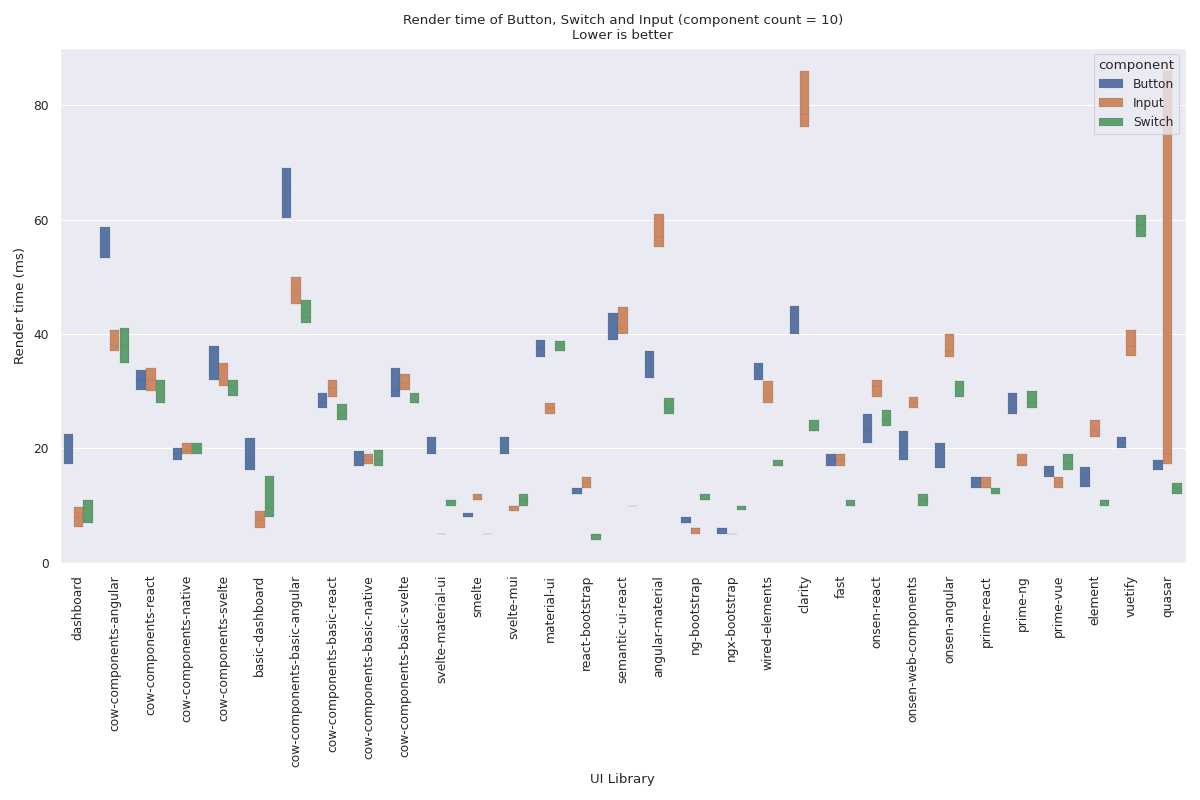 Render time of Button, Switch and Input (component count = 10)
Lower is better
component
Button
Input
Switch
Render time (ms)
80
60
40
20
0
dashboard
cow-components-angular
cow-components-react
cow-components-native
cow-components-svelte
basic-dashboard
cow-components-basic-angular
cow-components-basic-react
cow-components-basic-native
cow-components-basic-svelte
svelte-material-ui
smelte
svelte-mui
material-ui
react-bootstrap
semantic-ui-react
angular-material
ng-bootstrap
ngx-bootstrap
wired-elements
clarity
fast
onsen-react
onsen-web-components
onsen-angular
prime-react
prime-ng
prime-vue
element
vuetify
quasar
UI Library